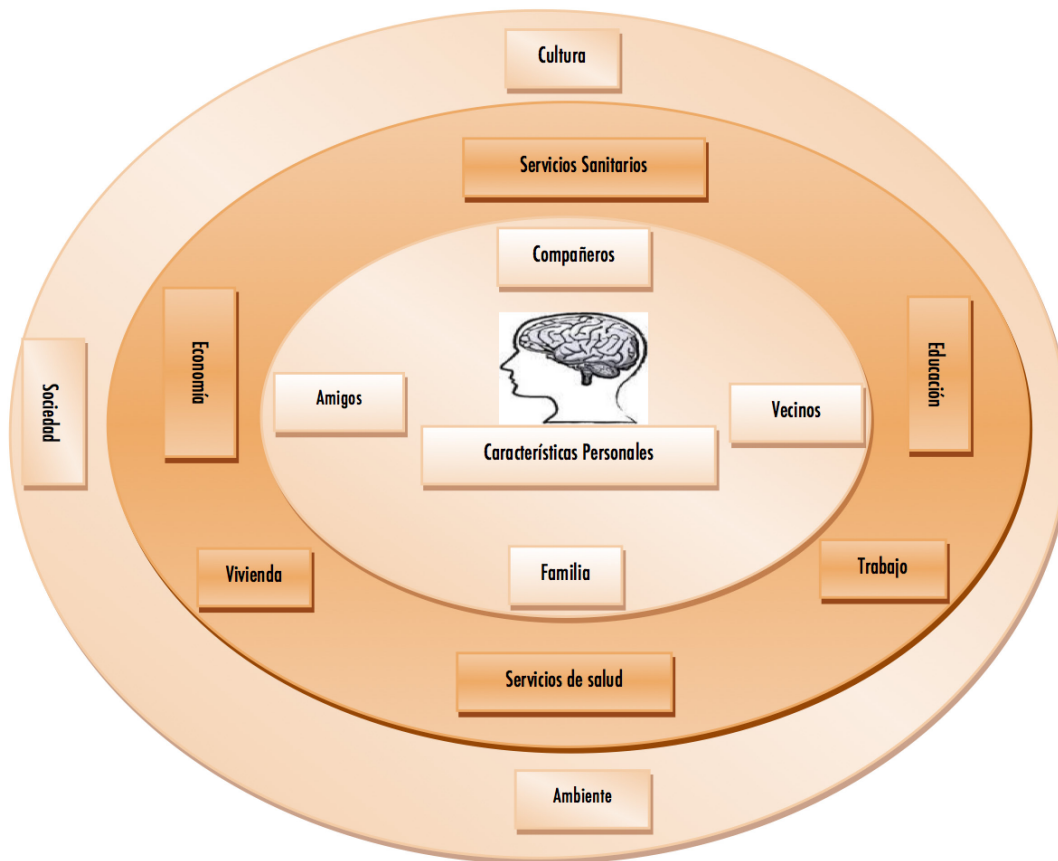 Cultura
Servicios Sanitarios
Compañeros
Economía
Educación
Sociedad
Amigos
Vecinos
Características Personales
Vivienda
Familia
Trabajo
Servicios de salud
Ambiente